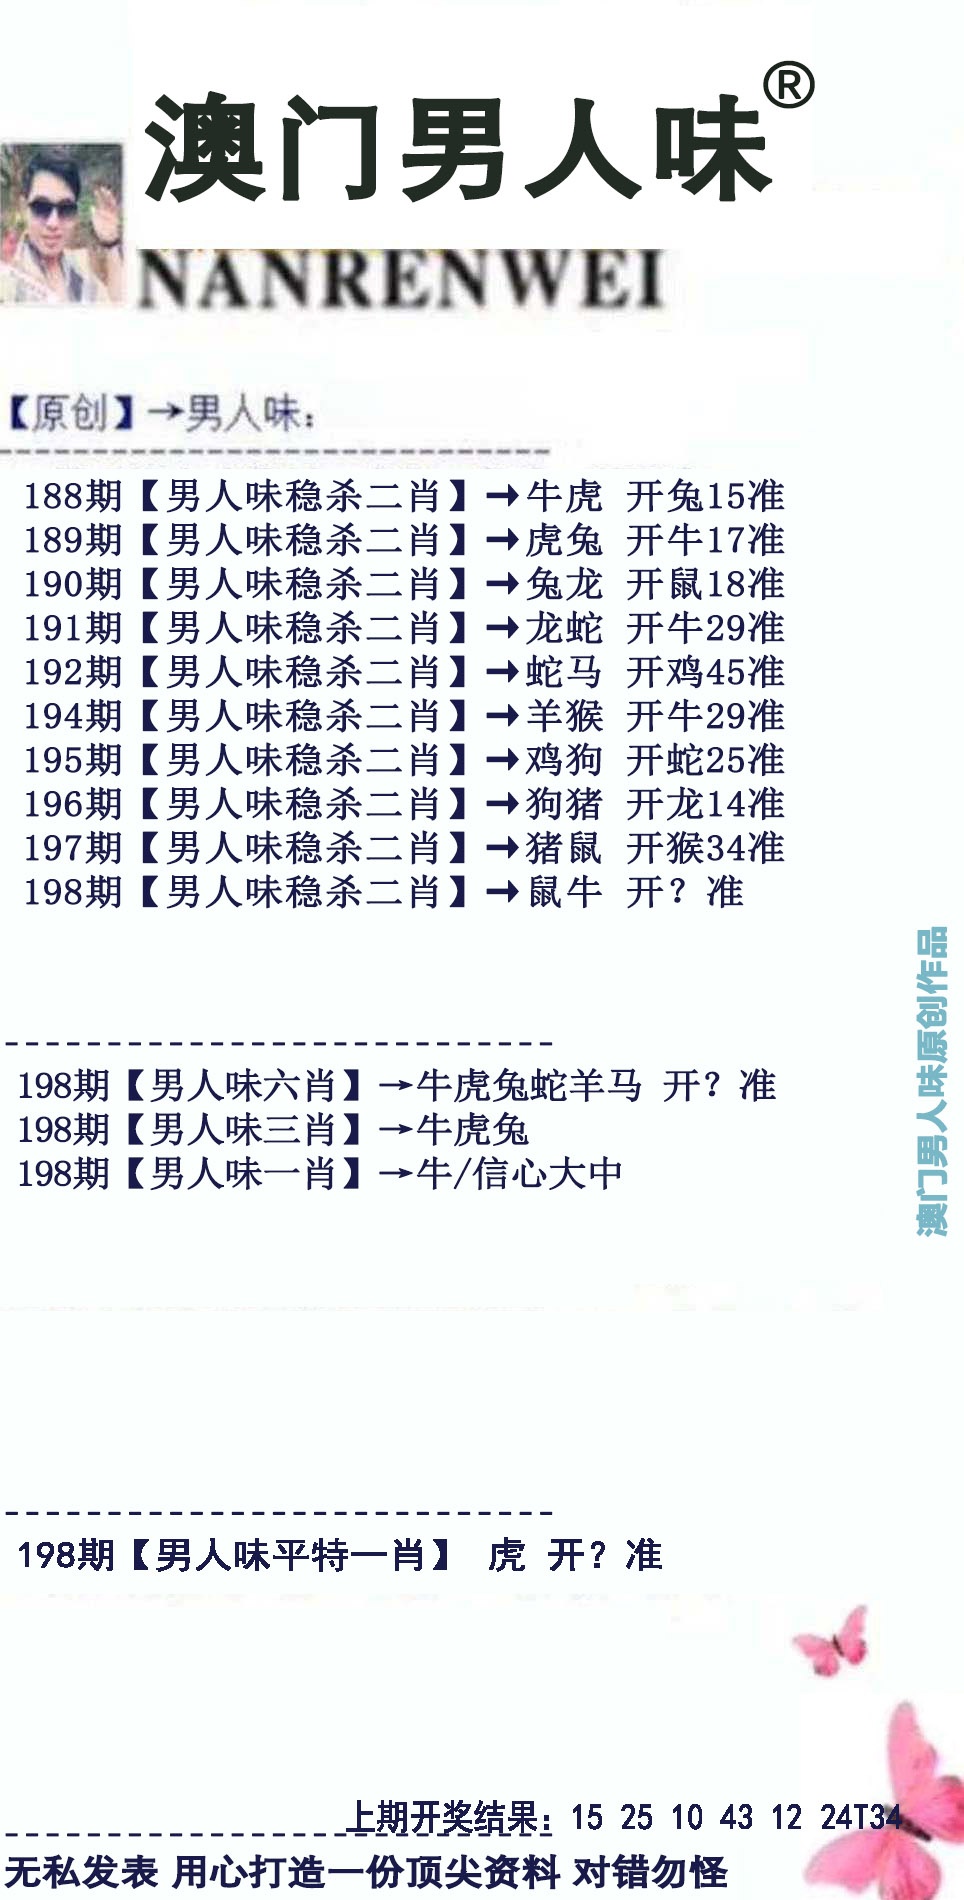 澳门男人味®
NANRENWEI
【原创】→男人味：
188期【男人味稳杀二肖】→牛虎 开兔15准
189期【男人味稳杀二肖】→虎兔 开牛17准
190期【男人味稳杀二肖】→兔龙 开鼠18准
191期【男人味稳杀二肖】→龙蛇 开牛29准
192期【男人味稳杀二肖】→蛇马 开鸡45准
194期【男人味稳杀二肖】→羊猴 开牛29准
195期【男人味稳杀二肖】→鸡狗 开蛇25准
196期【男人味稳杀二肖】→狗猪 开龙14准
197期【男人味稳杀二肖】→猪鼠 开猴34准
198期【男人味稳杀二肖】→鼠牛 开？准
198期【男人味六肖】→牛虎兔蛇羊马 开？准
198期【男人味三肖】→牛虎兔
198期【男人味一肖】→牛/信心大中
澳门男人味原创作品
198期【男人味平特一肖】 虎 开？准
上期开奖结果：15 25 10 43 12 24T34
无私发表 用心打造一份顶尖资料 对错勿怪